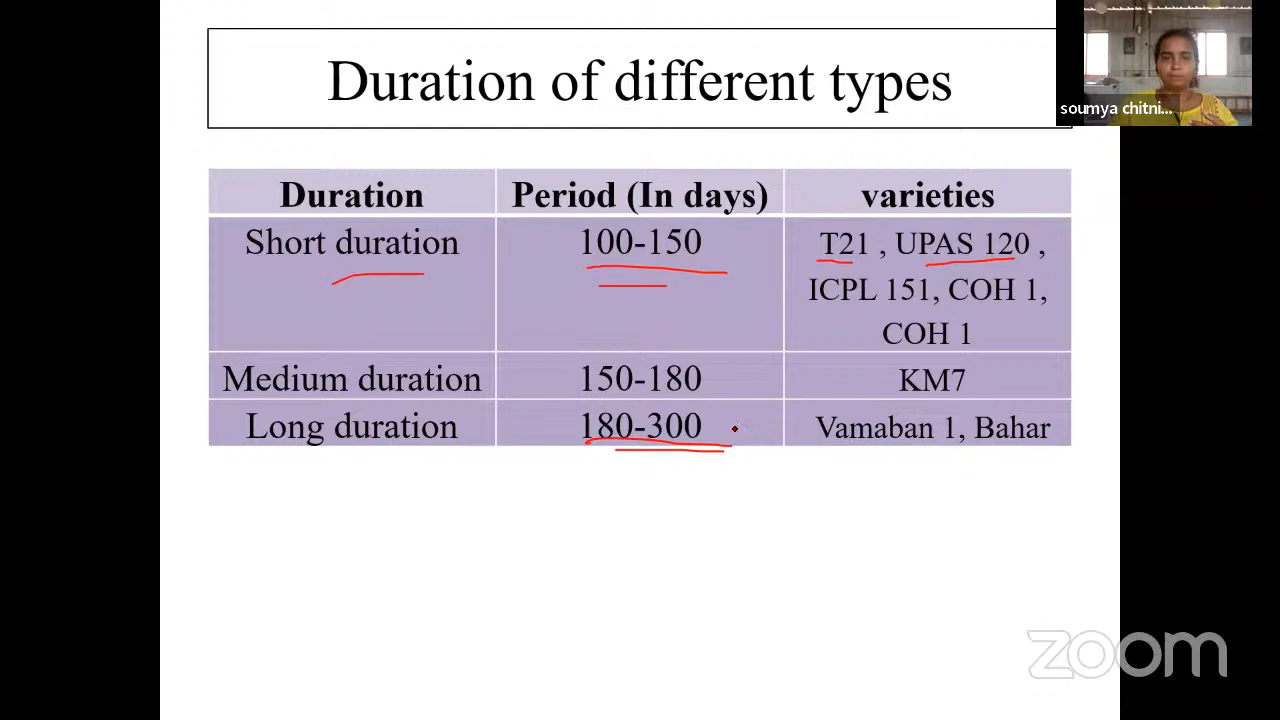 Duration of different types
soumya chitni...
Duration Period (In days) varieties
Short duration 100-150 T21 , UPAS 120 ,
ICPL 151, COH 1,
COH 1
Medium duration 150-180 KM7
Long duration 180-300 Vamaban 1, Bahar
zoom